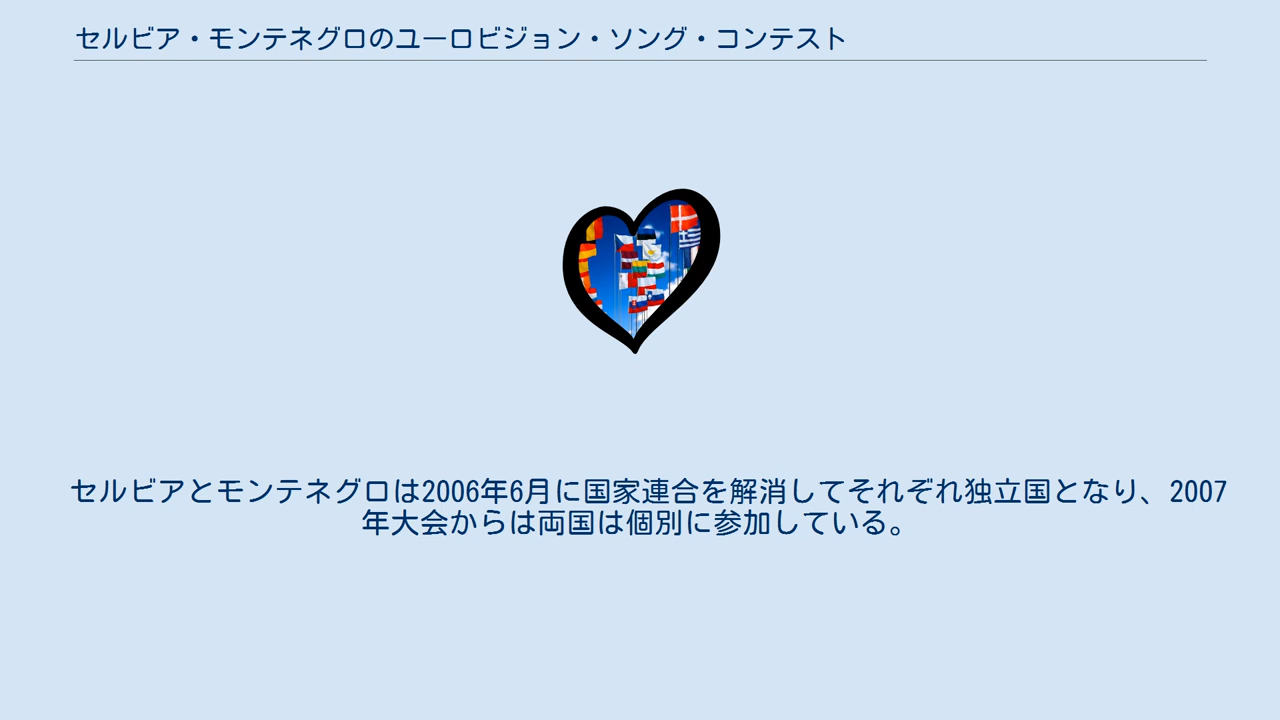 セルビア・モンテネグロのユーロビジョン・ソング・コンテスト
セルビアとモンテネグロは2006年6月に国家連合を解消してそれぞれ独立国となり、2007
年大会からは両国は個別に参加している。